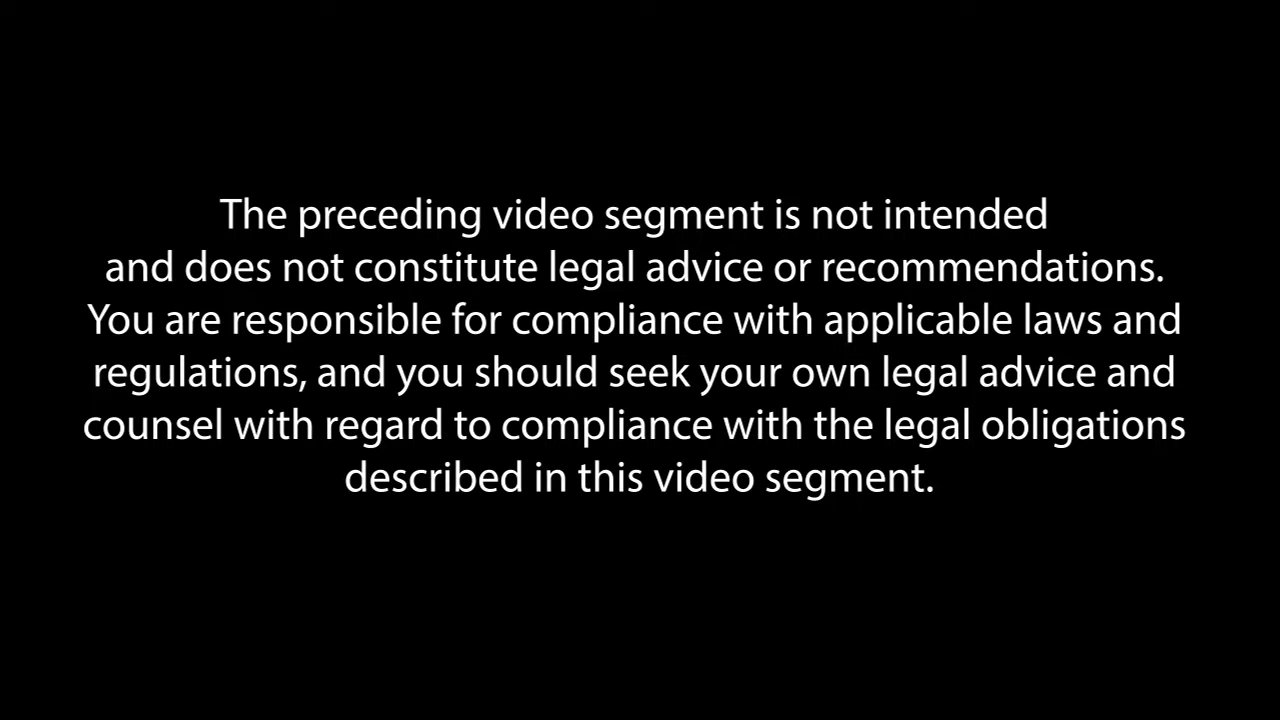 The preceding video segment is not intended
and does not constitute legal advice or recommendations.
You are responsible for compliance with applicable laws and
regulations, and you should seek your own legal advice and
counsel with regard to compliance with the legal obligations
described in this video segment.